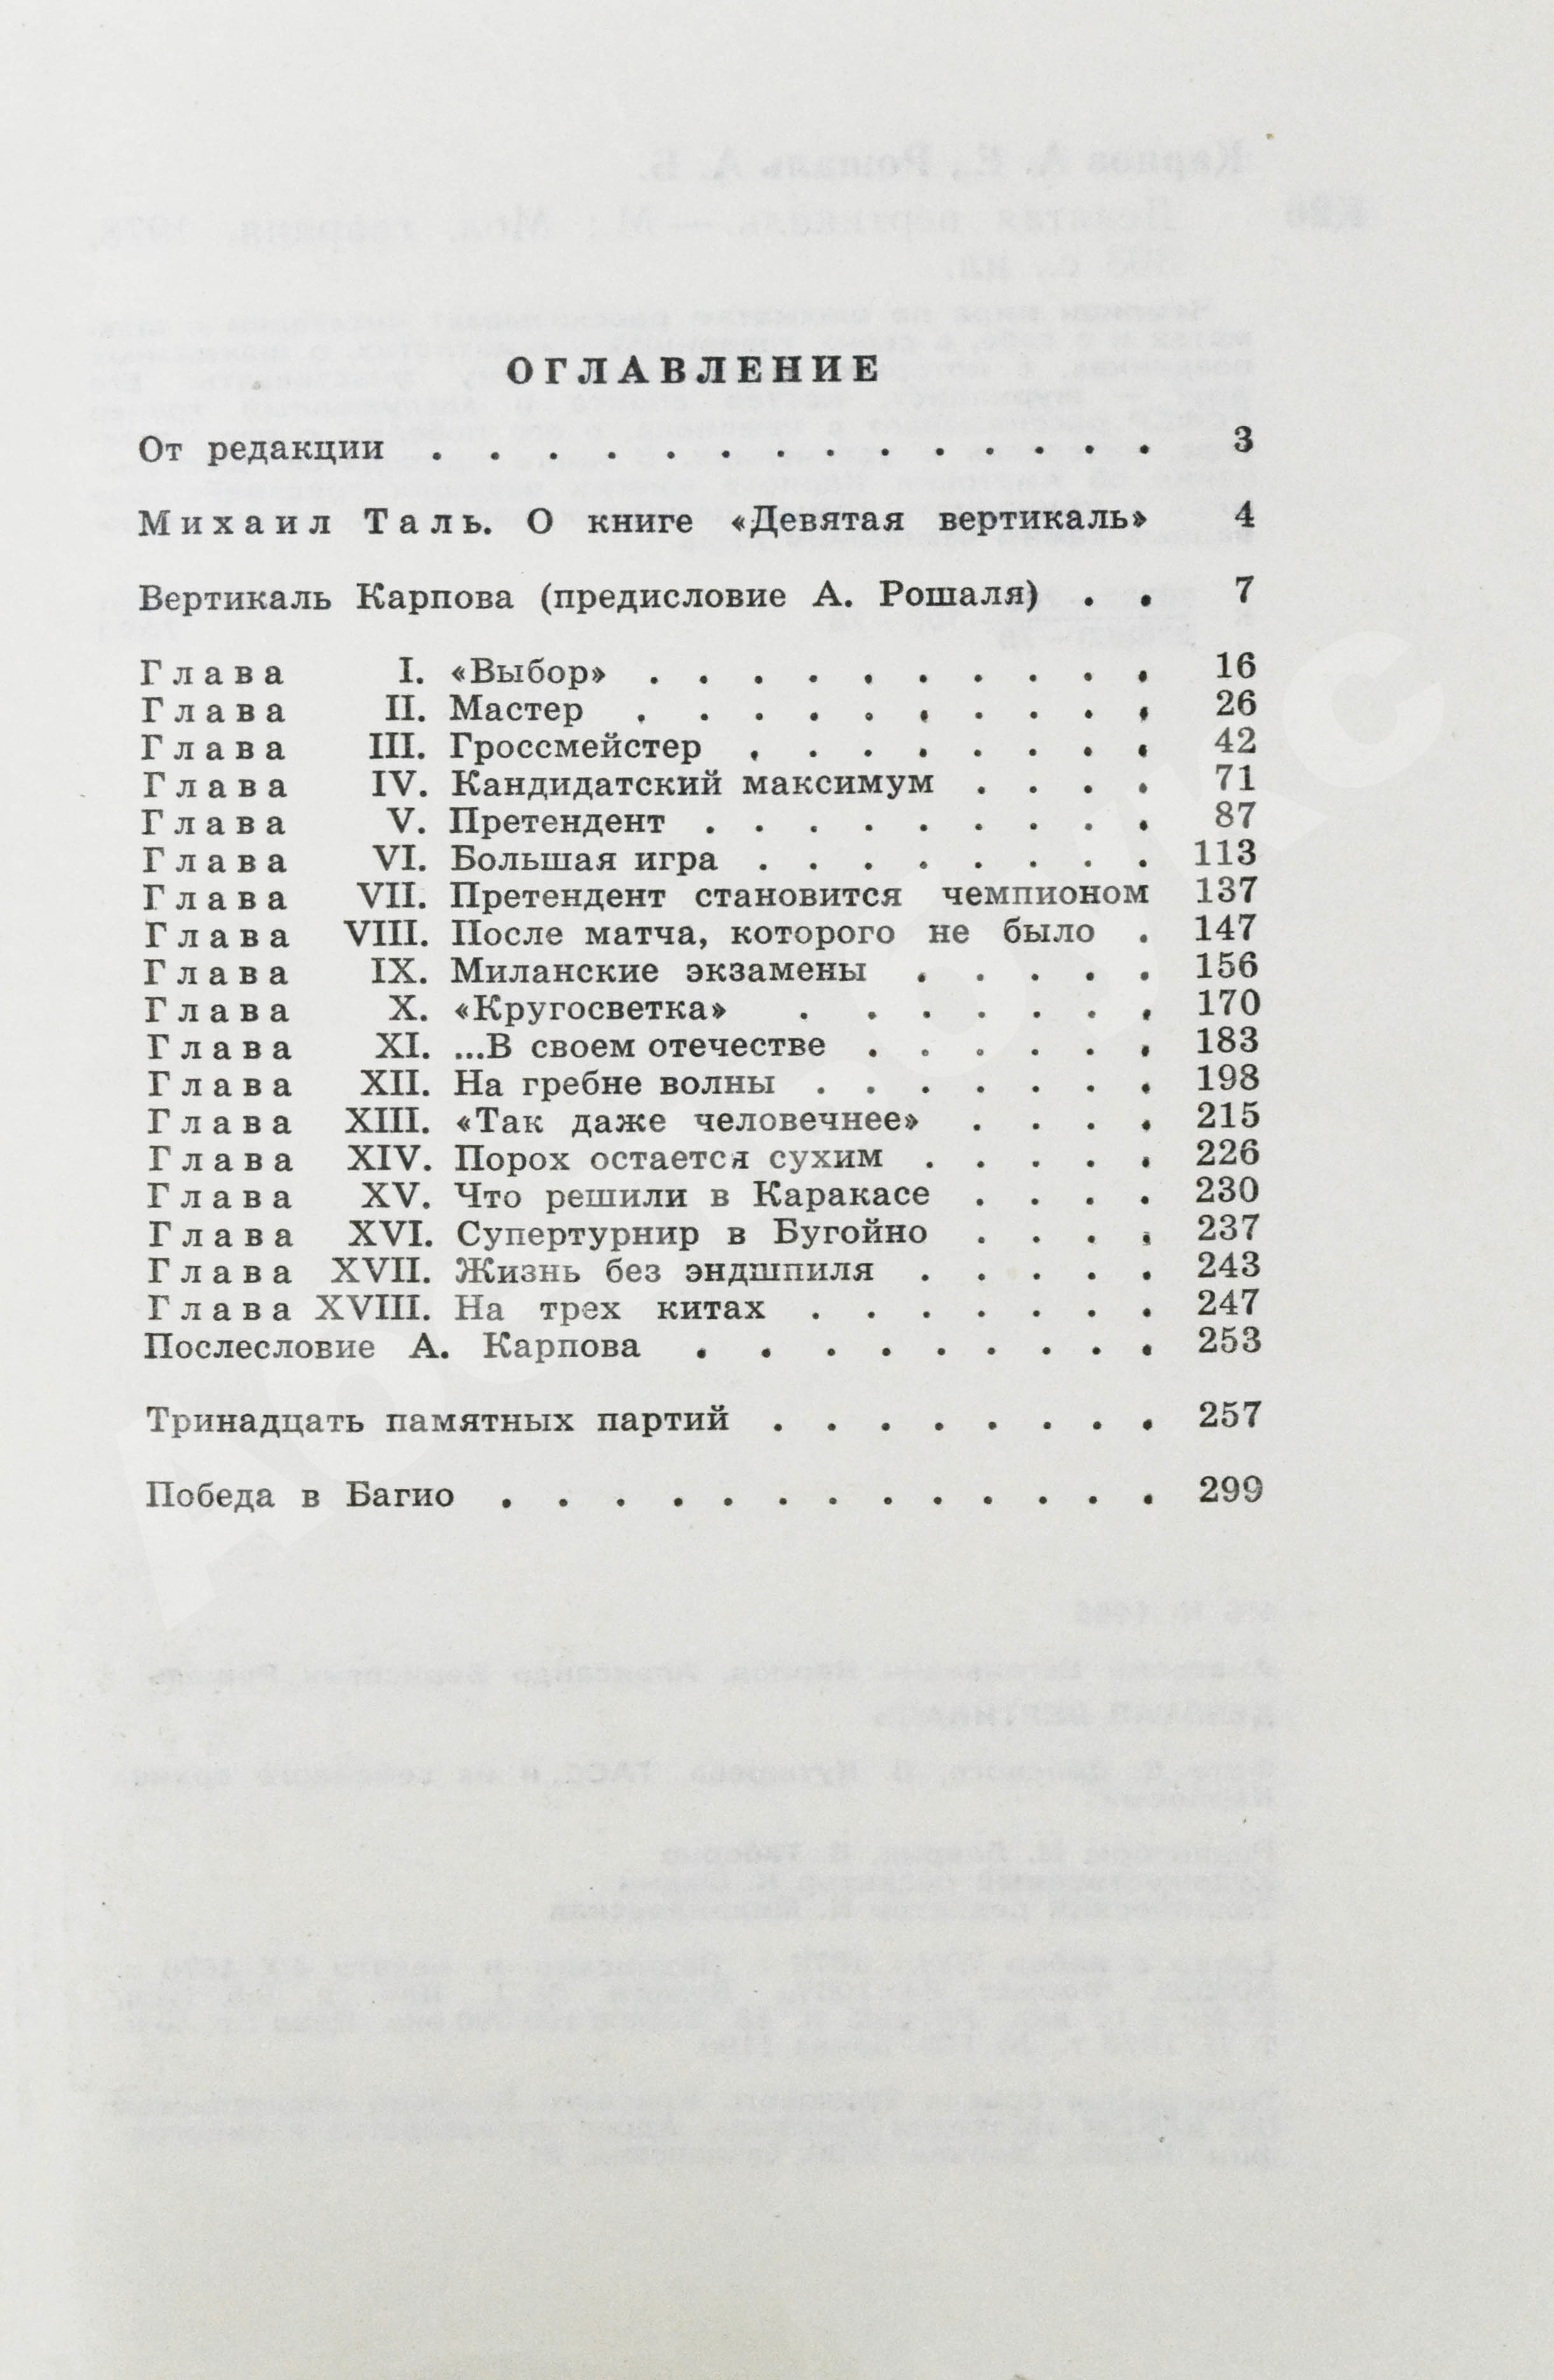 ОГЛАВЛЕНИЕ
От редакции . . . . . . . . . . . . . . 3
Михаил Таль. О книге «Девятая вертикаль» 4
Вертикаль Карпова (предисловие А. Рошаля) . . 7
Глава I. «Выбор» . . . . . . . . . . 16
Глава II. Мастер . . . . . . . . . . 26
Глава III. Гроссмейстер . . . . . . . . 42
Глава IV. Кандидатский максимум . . . . 71
Глава V. Претендент . . . . . . . . . 87
Глава VI. Большая игра . . . . . . . . 113
Глава VII. Претендент становится чемпионом 137
Глава VIII. После матча, которого не было . 147
Глава IX. Миланские экзамены . . . . . 156
Глава X. «Кругосветка» . . . . . . . 170
Глава XI. ...В своем отечестве . . . . . . 183
Глава XII. На гребне волны . . . . . . . 198
Глава XIII. «Так даже человечнее» . . . . 215
Глава XIV. Порох остается сухим . . . . . 226
Глава XV. Что решили в Каракасе . . . . 230
Глава XVI. Супертурнир в Бугойно . . . . 237
Глава XVII. Жизнь без эндшпиля . . . . . 243
Глава XVIII. На трех китах . . . . . . . 247
Послесловие А. Карпова . . . . . . . . . 253
Тринадцать памятных партий . . . . . . . . 257
Победа в Багио . . . . . . . . . . . . . 299